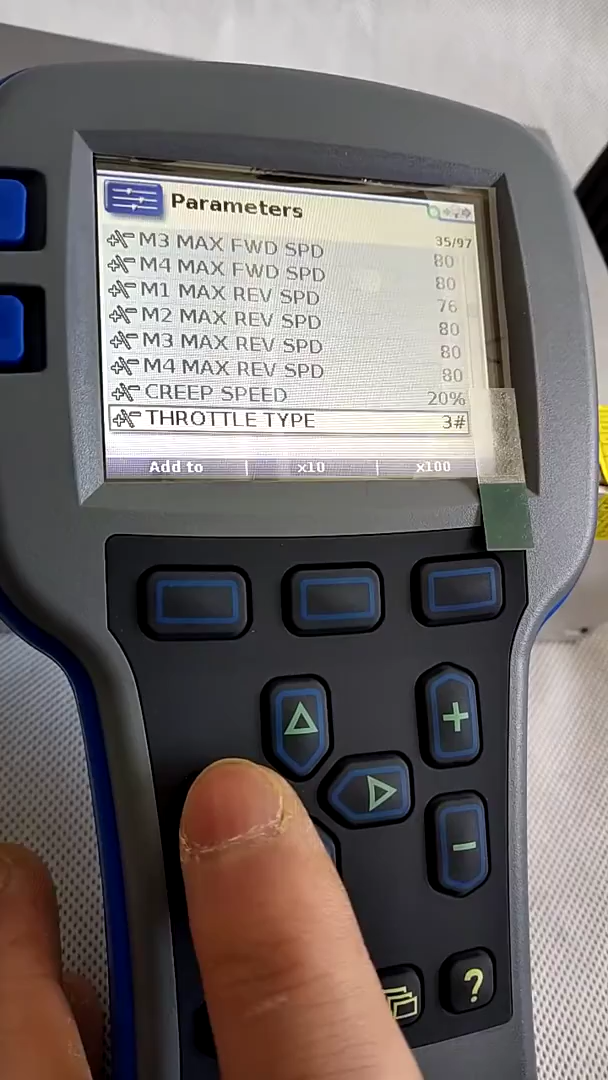 Parameters
35/97
M3 MAX FWD SPD 80
M4 MAX FWD SPD 80
M1 MAX REV SPD 76
M2 MAX REV SPD 80
M3 MAX REV SPD 80
M4 MAX REV SPD 80
CREEP SPEED 20%
THROTTLE TYPE 3#
Add to | x10 | x100
+
−
?